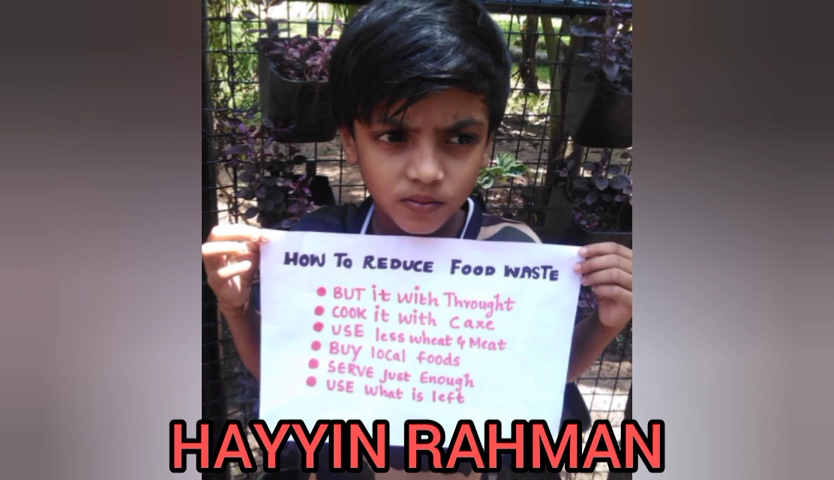 HOW TO REDUCE FOOD WASTE
BUT it with Throught
COOK it with Caxe
USE less wheat & Meat
BUY local foods
SERVE Just Enough
USE what is left
HAYYIN RAHMAN